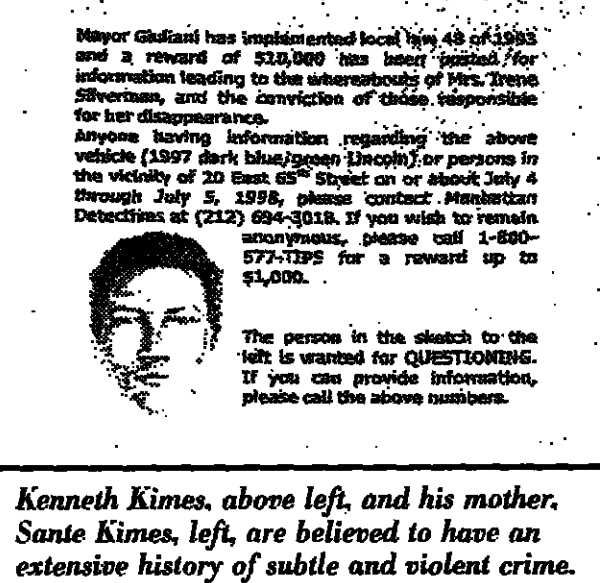 Mayor Giuliani has implemented local law 48 of 1993
and a reward of $10,000 has been posted for
information leading to the whereabouts of Mrs. Irene
Silverman, and the conviction of those responsible
for her disappearance.
Anyone having information regarding the above
vehicle (1997 dark blue/green Lincoln) or persons in
the vicinity of 20 East 65th Street on or about July 4
through July 5, 1998, please contact Manhattan
Detectives at (212) 694-3018. If you wish to remain
anonymous, please call 1-800-
577-TIPS for a reward up to
$1,000.
The person in the sketch to the
left is wanted for QUESTIONING.
If you can provide information,
please call the above numbers.
Kenneth Kimes, above left, and his mother,
Sante Kimes, left, are believed to have an
extensive history of subtle and violent crime.